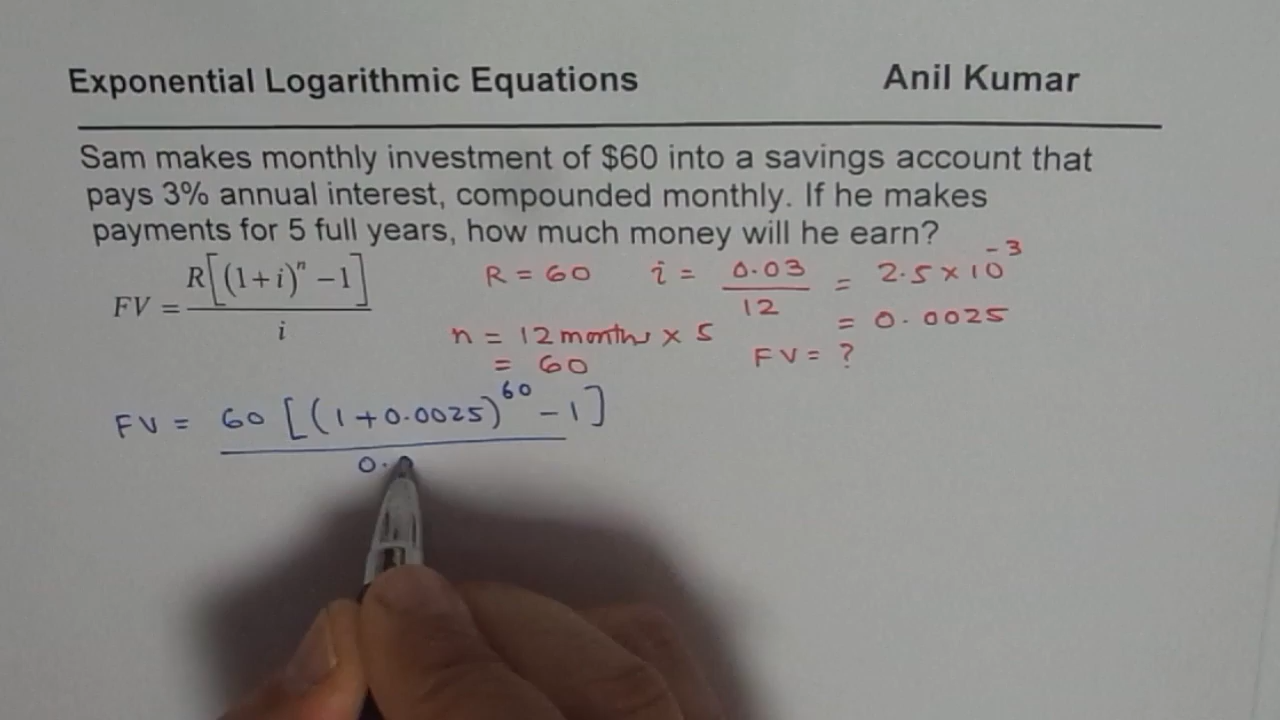 Exponential Logarithmic Equations Anil Kumar
Sam makes monthly investment of $60 into a savings account that
pays 3% annual interest, compounded monthly. If he makes
payments for 5 full years, how much money will he earn?
FV = R[(1+i)^n −1] / i
R = 60 i = 0.03 / 12 = 2.5 × 10^-3
= 0.0025
n = 12 months × 5
= 60
FV = ?
FV = 60 [(1+0.0025)^60 − 1] / 0.